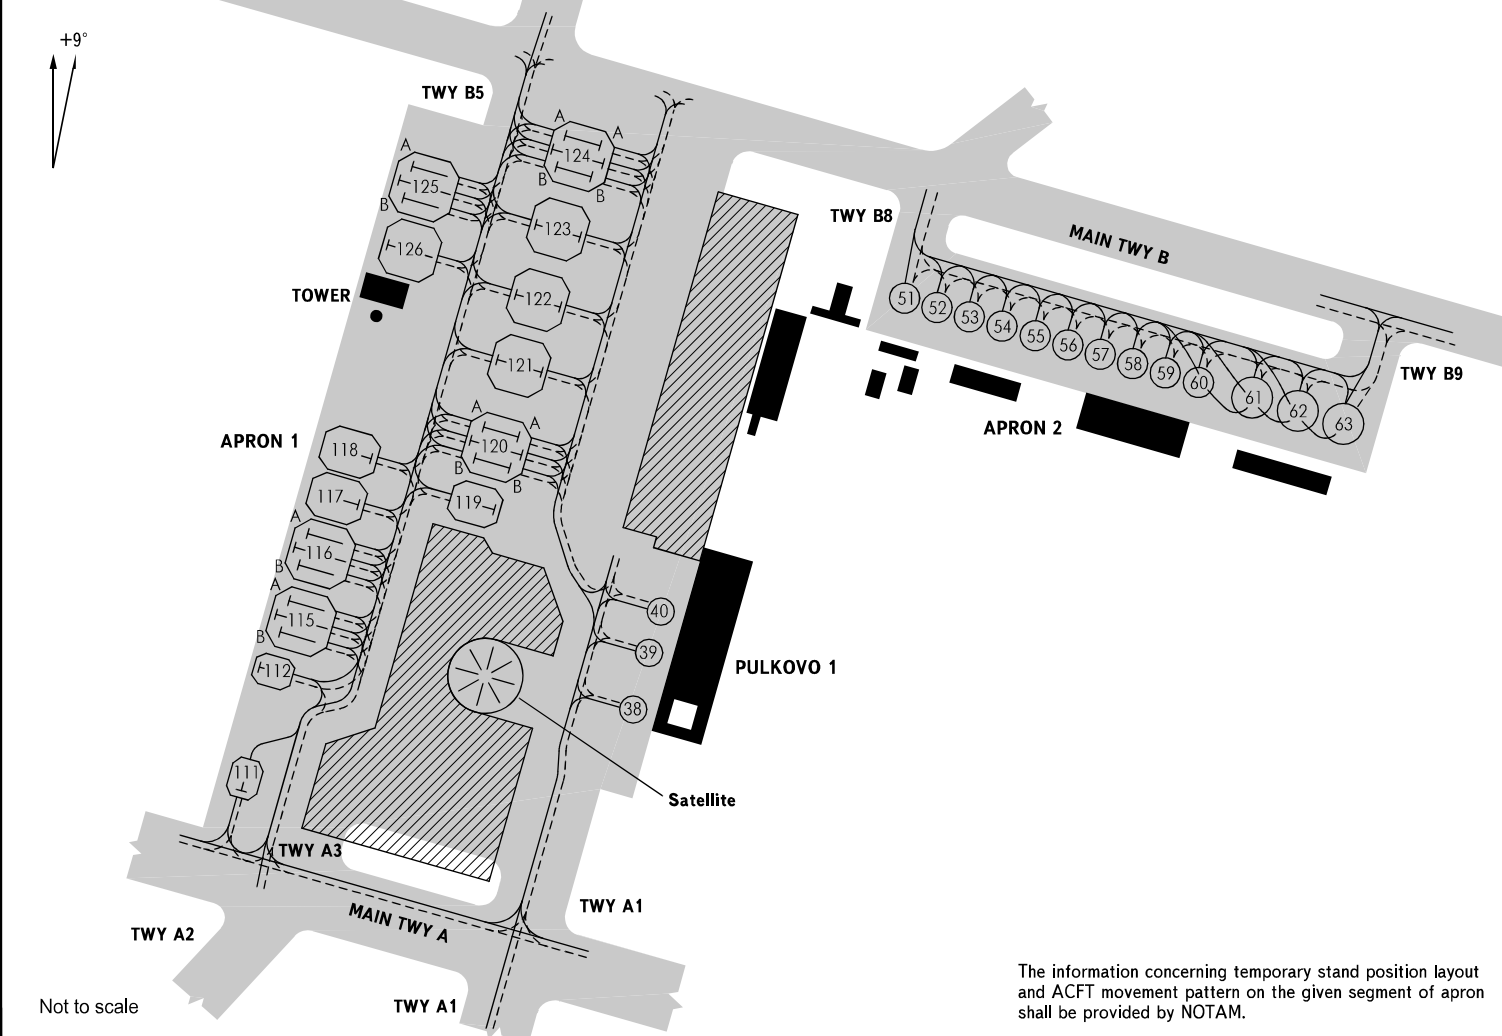 +9°
TWY B5
A
A
124
B
B
A
125
B
123
126
TOWER
122
121
TWY B8
MAIN TWY B
51
52
53
54
55
56
57
58
59
60
61
62
63
TWY B9
APRON 2
APRON 1
A
A
120
B
B
118
117
119
A
116
B
A
115
B
112
111
40
39
38
PULKOVO 1
Satellite
TWY A3
MAIN TWY A
TWY A1
TWY A2
TWY A1
Not to scale
The information concerning temporary stand position layout
and ACFT movement pattern on the given segment of apron
shall be provided by NOTAM.